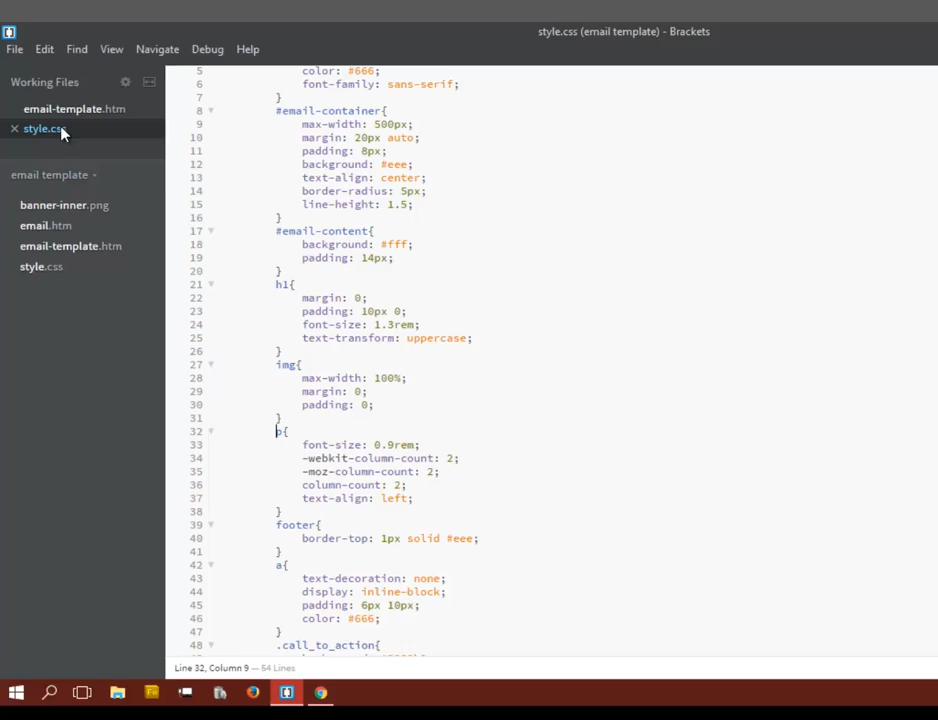 style.css (email template) - Brackets
File Edit Find View Navigate Debug Help
Working Files
email-template.htm
style.css
email template
banner-inner.png
email.htm
email-template.htm
style.css
5 color: #666;
6 font-family: sans-serif;
7 }
8 #email-container{
9 max-width: 500px;
10 margin: 20px auto;
11 padding: 8px;
12 background: #eee;
13 text-align: center;
14 border-radius: 5px;
15 line-height: 1.5;
16 }
17 #email-content{
18 background: #fff;
19 padding: 14px;
20 }
21 h1{
22 margin: 0;
23 padding: 10px 0;
24 font-size: 1.3rem;
25 text-transform: uppercase;
26 }
27 img{
28 max-width: 100%;
29 margin: 0;
30 padding: 0;
31 }
32 p{
33 font-size: 0.9rem;
34 -webkit-column-count: 2;
35 -moz-column-count: 2;
36 column-count: 2;
37 text-align: left;
38 }
39 footer{
40 border-top: 1px solid #eee;
41 }
42 a{
43 text-decoration: none;
44 display: inline-block;
45 padding: 6px 10px;
46 color: #666;
47 }
48 .call_to_action{
Line 32, Column 9 — 54 Lines
Fw